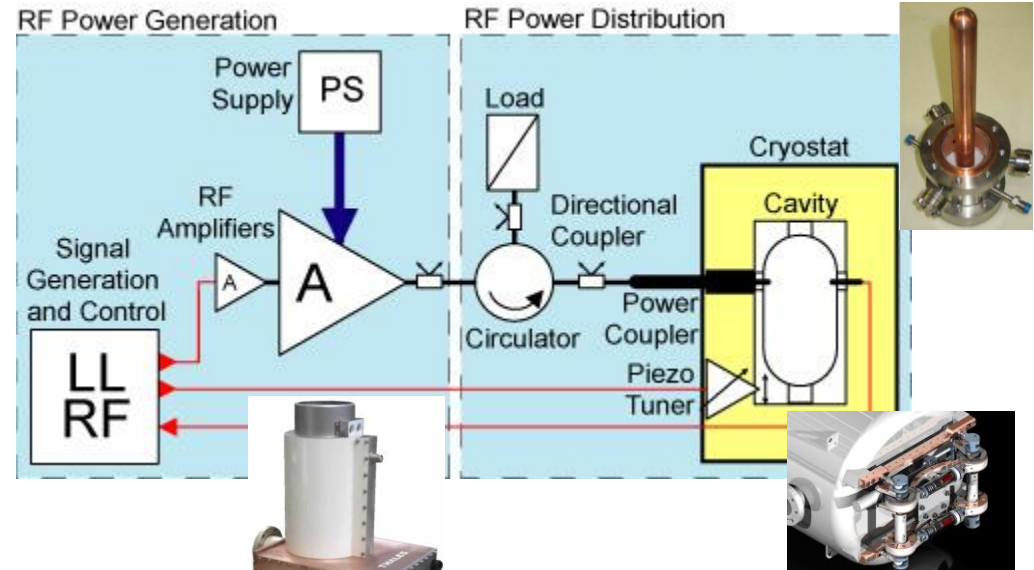 RF Power Generation
RF Power Distribution
Power
Supply
PS
Load
Cryostat
RF
Amplifiers
Directional
Coupler
Cavity
Signal
Generation
and Control
A
A
Circulator
Power
Coupler
LL
RF
Piezo
Tuner
THALES